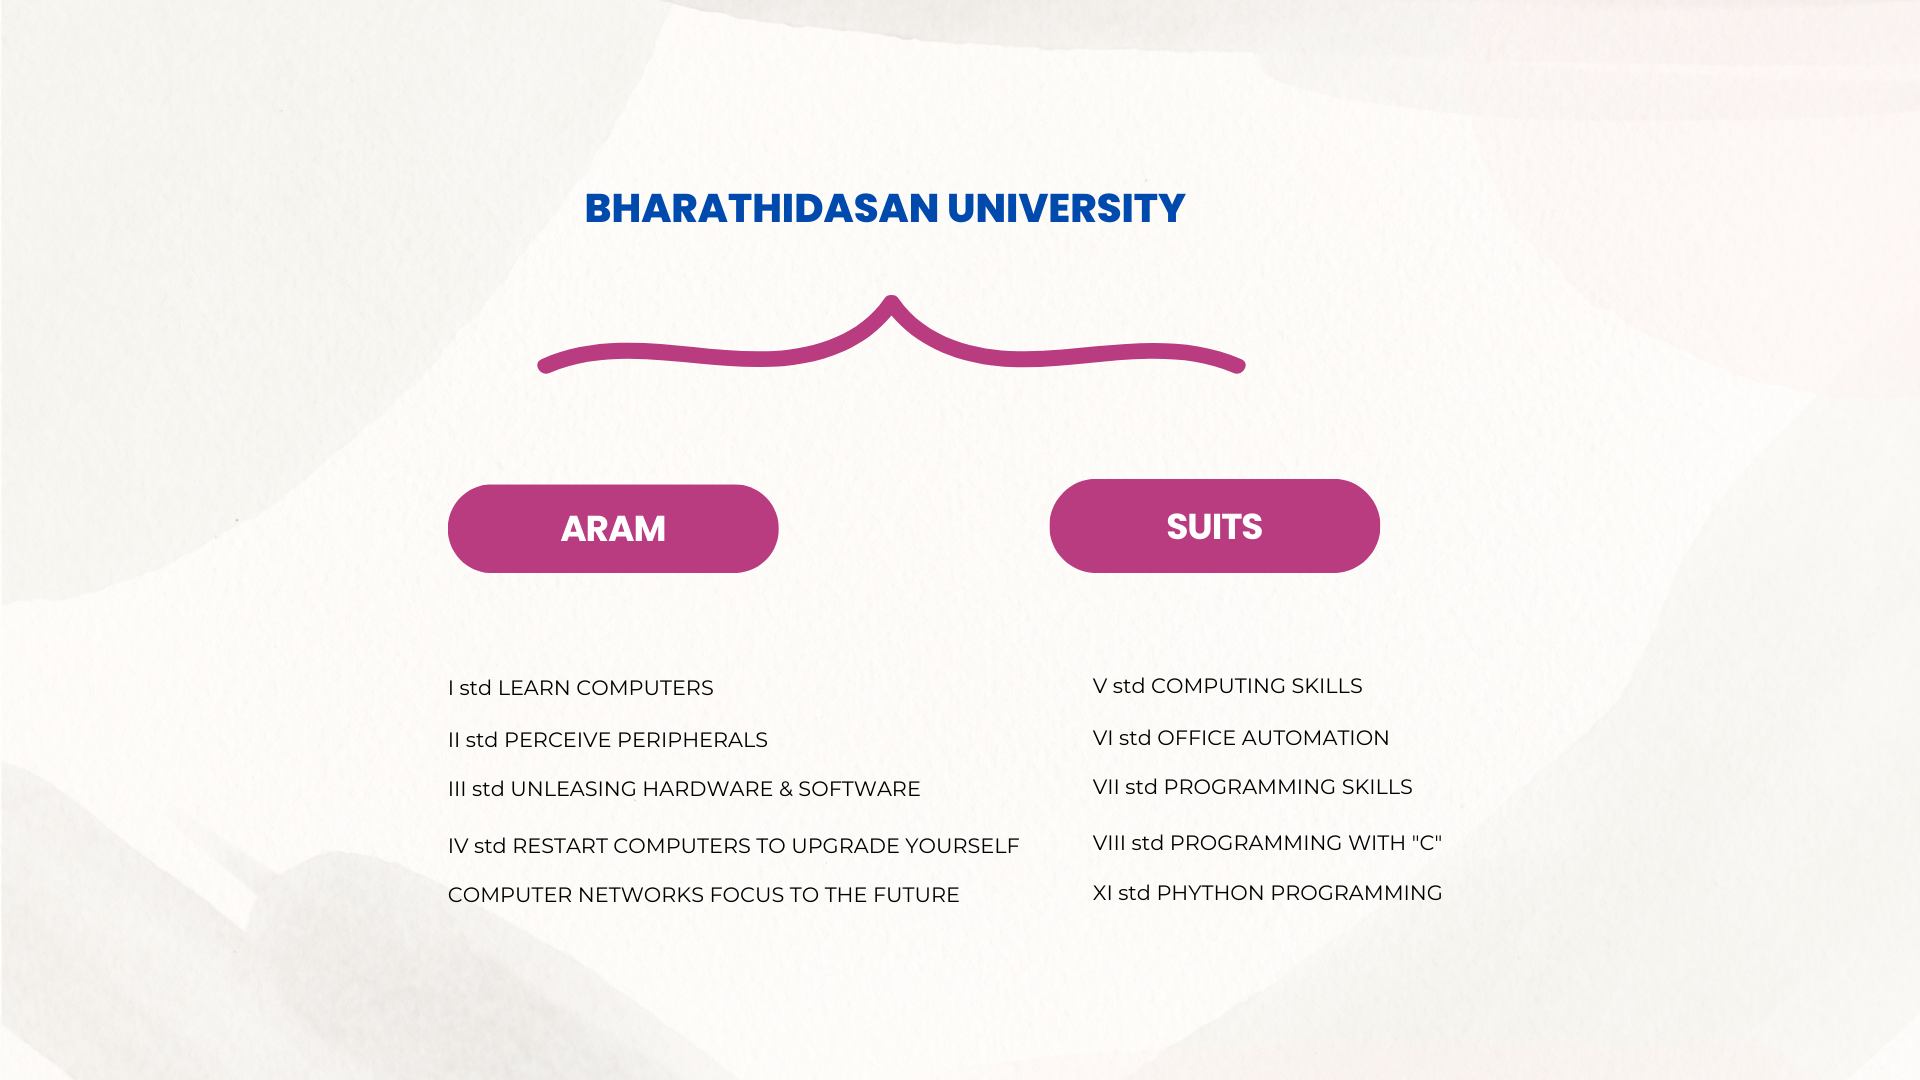 BHARATHIDASAN UNIVERSITY
ARAM
SUITS
I std LEARN COMPUTERS
II std PERCEIVE PERIPHERALS
III std UNLEASING HARDWARE & SOFTWARE
IV std RESTART COMPUTERS TO UPGRADE YOURSELF
COMPUTER NETWORKS FOCUS TO THE FUTURE
V std COMPUTING SKILLS
VI std OFFICE AUTOMATION
VII std PROGRAMMING SKILLS
VIII std PROGRAMMING WITH "C"
XI std PHYTHON PROGRAMMING